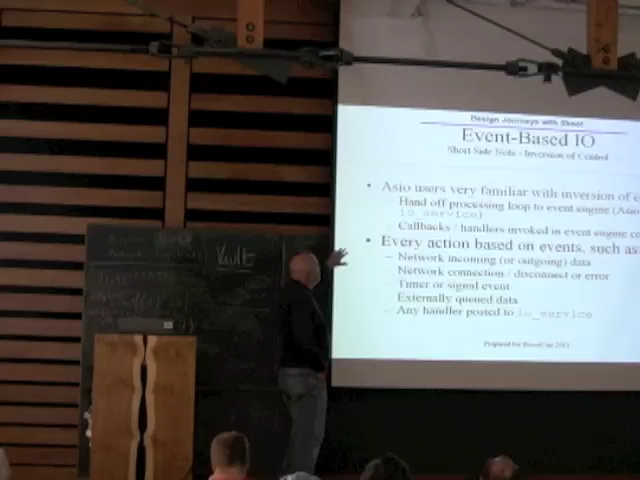 Design Journeys with Skeet
Event-Based IO
Short Side Note - Inversion of Control
• Asio users very familiar with inversion of c
Hand off processing loop to event engine (Asio
io_service)
Callbacks / handlers invoked in event engine co
• Every action based on events, such as
– Network incoming (or outgoing) data
– Network connection / disconnect or error
– Timer or signal event
– Externally queued data
– Any handler posted to io_service
Prepared for BoostCon 2011
Vault